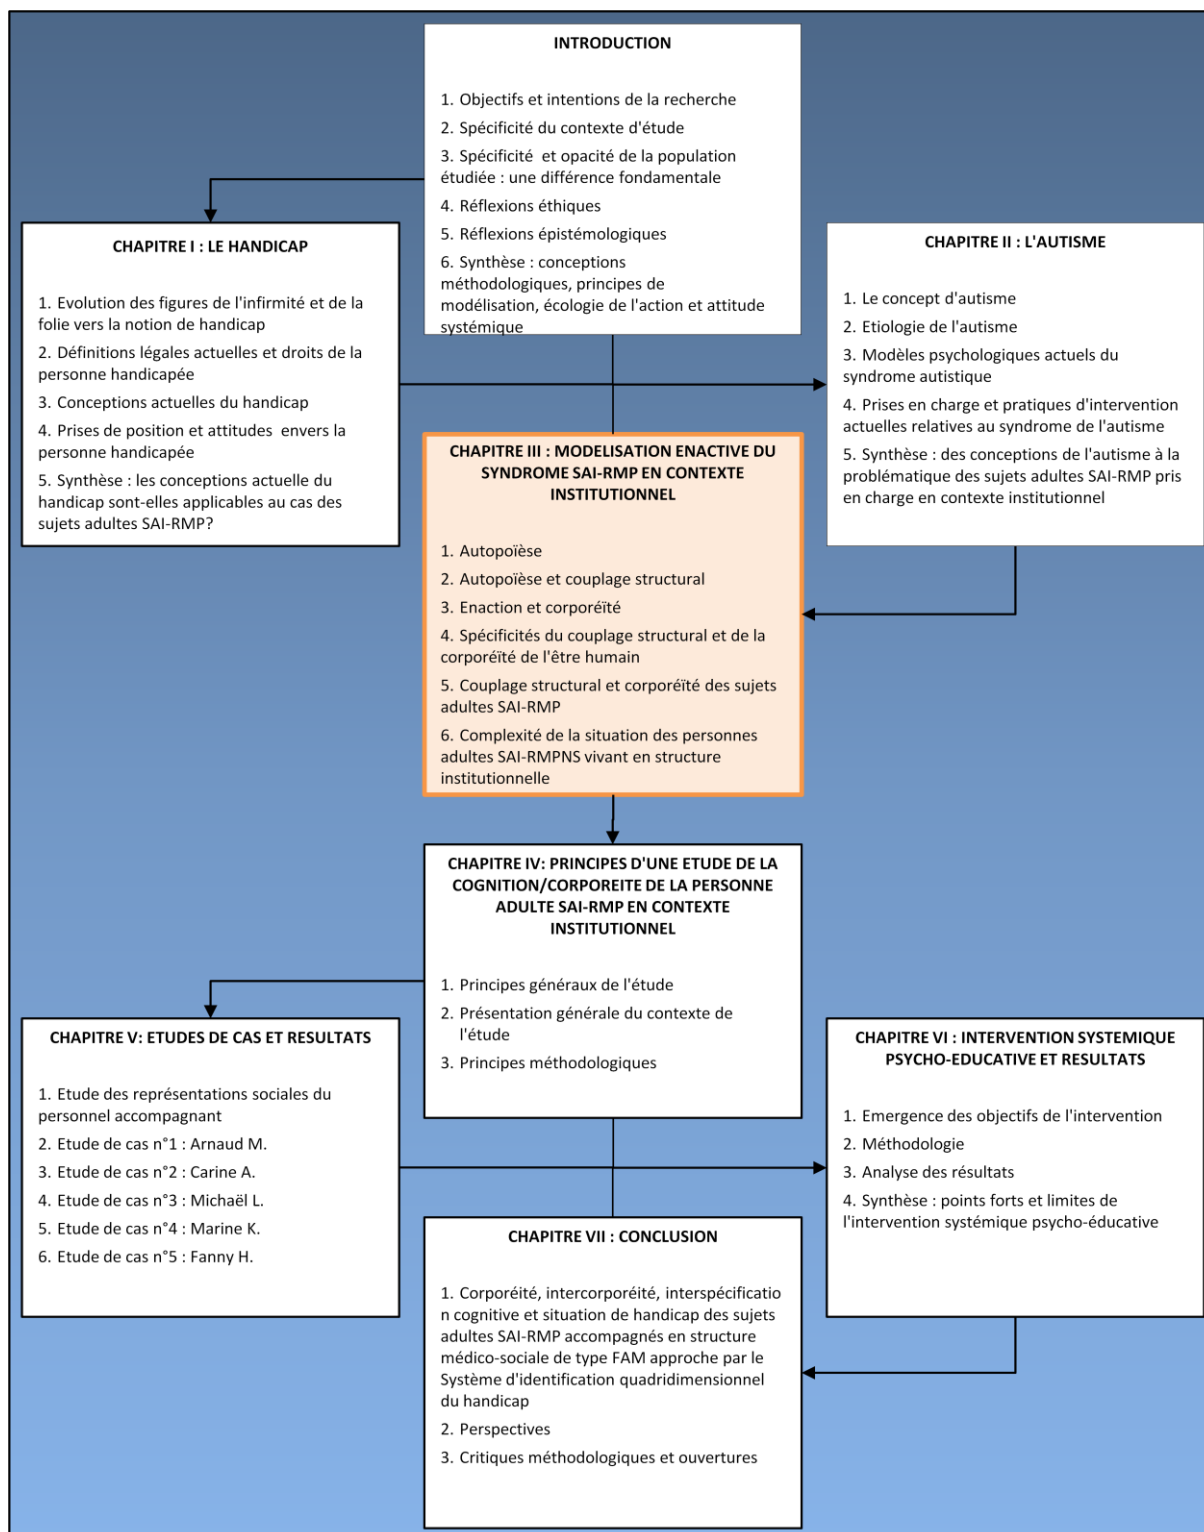 INTRODUCTION
1. Objectifs et intentions de la recherche
2. Spécificité du contexte d'étude
3. Spécificité et opacité de la population
étudiée : une différence fondamentale
4. Réflexions éthiques
5. Réflexions épistémologiques
6. Synthèse : conceptions
méthodologiques, principes de
modélisation, écologie de l'action et attitude
systémique
CHAPITRE I : LE HANDICAP
1. Evolution des figures de l'infirmité et de la
folie vers la notion de handicap
2. Définitions légales actuelles et droits de la
personne handicapée
3. Conceptions actuelles du handicap
4. Prises de position et attitudes envers la
personne handicapée
5. Synthèse : les conceptions actuelle du
handicap sont-elles applicables au cas des
sujets adultes SAI-RMP?
CHAPITRE II : L'AUTISME
1. Le concept d'autisme
2. Etiologie de l'autisme
3. Modèles psychologiques actuels du
syndrome autistique
4. Prises en charge et pratiques d'intervention
actuelles relatives au syndrome de l'autisme
5. Synthèse : des conceptions de l'autisme à la
problématique des sujets adultes SAI-RMP pris
en charge en contexte institutionnel
CHAPITRE III : MODELISATION ENACTIVE DU
SYNDROME SAI-RMP EN CONTEXTE
INSTITUTIONNEL
1. Autopoïèse
2. Autopoïèse et couplage structural
3. Enaction et corporéïté
4. Spécificités du couplage structural et de la
corporéïté de l'être humain
5. Couplage structural et corporéïté des sujets
adultes SAI-RMP
6. Complexité de la situation des personnes
adultes SAI-RMPNS vivant en structure
institutionnelle
CHAPITRE IV: PRINCIPES D'UNE ETUDE DE LA
COGNITION/CORPOREITE DE LA PERSONNE
ADULTE SAI-RMP EN CONTEXTE
INSTITUTIONNEL
1. Principes généraux de l'étude
2. Présentation générale du contexte de
l'étude
3. Principes méthodologiques
CHAPITRE V: ETUDES DE CAS ET RESULTATS
1. Etude des représentations sociales du
personnel accompagnant
2. Etude de cas n°1 : Arnaud M.
3. Etude de cas n°2 : Carine A.
4. Etude de cas n°3 : Michaël L.
5. Etude de cas n°4 : Marine K.
6. Etude de cas n°5 : Fanny H.
CHAPITRE VI : INTERVENTION SYSTEMIQUE
PSYCHO-EDUCATIVE ET RESULTATS
1. Emergence des objectifs de l'intervention
2. Méthodologie
3. Analyse des résultats
4. Synthèse : points forts et limites de
l'intervention systémique psycho-éducative
CHAPITRE VII : CONCLUSION
1. Corporéité, intercorporéité, interspécificatio
n cognitive et situation de handicap des sujets
adultes SAI-RMP accompagnés en structure
médico-sociale de type FAM approche par le
Système d'identification quadridimensionnel
du handicap
2. Perspectives
3. Critiques méthodologiques et ouvertures